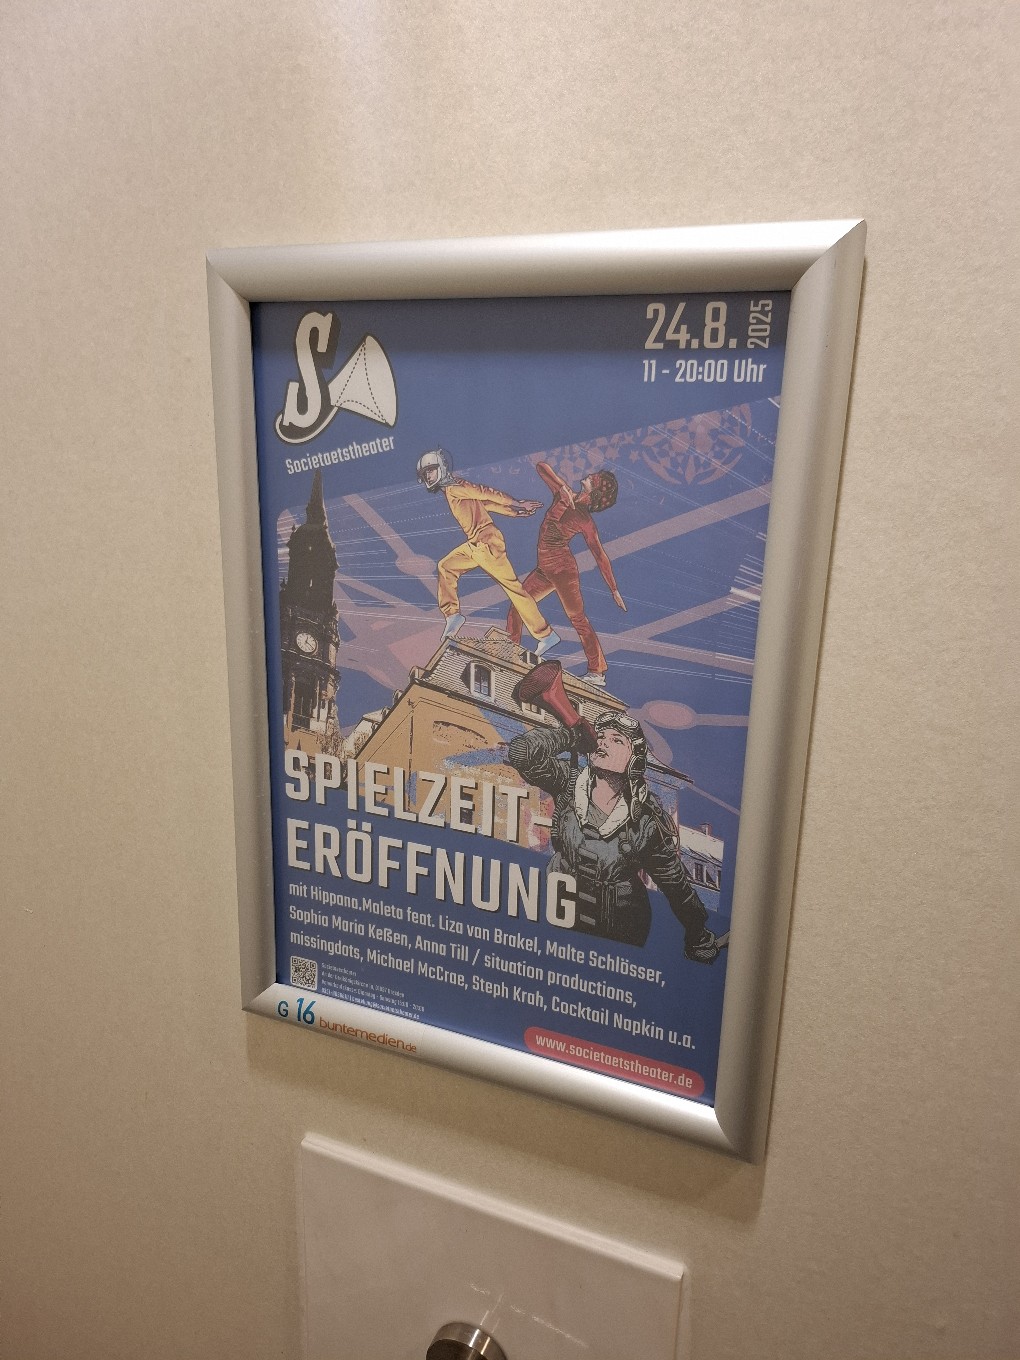 S
Societaetstheater
24.8. 2025
11 - 20:00 Uhr
SPIELZEIT-
ERÖFFNUNG
mit Hippana.Maleta feat. Liza van Brakel, Malte Schlösser,
Sophia Maria Keßen, Anna Till / situation productions,
missingdots, Michael McCrae, Steph Krah, Cocktail Napkin u.a.
Societaetstheater
www.societaetstheater.de
G 16 buntemedien.de